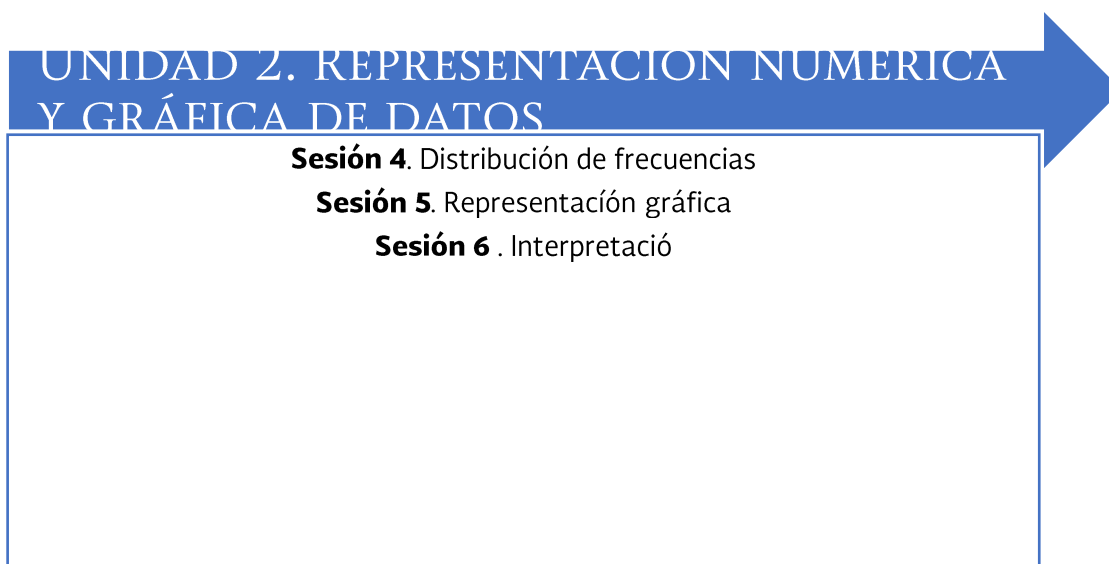 UNIDAD 2. REPRESENTACIÓN NUMÉRICA
Y GRÁFICA DE DATOS
Sesión 4. Distribución de frecuencias
Sesión 5. Representacíón gráfica
Sesión 6 . Interpretació